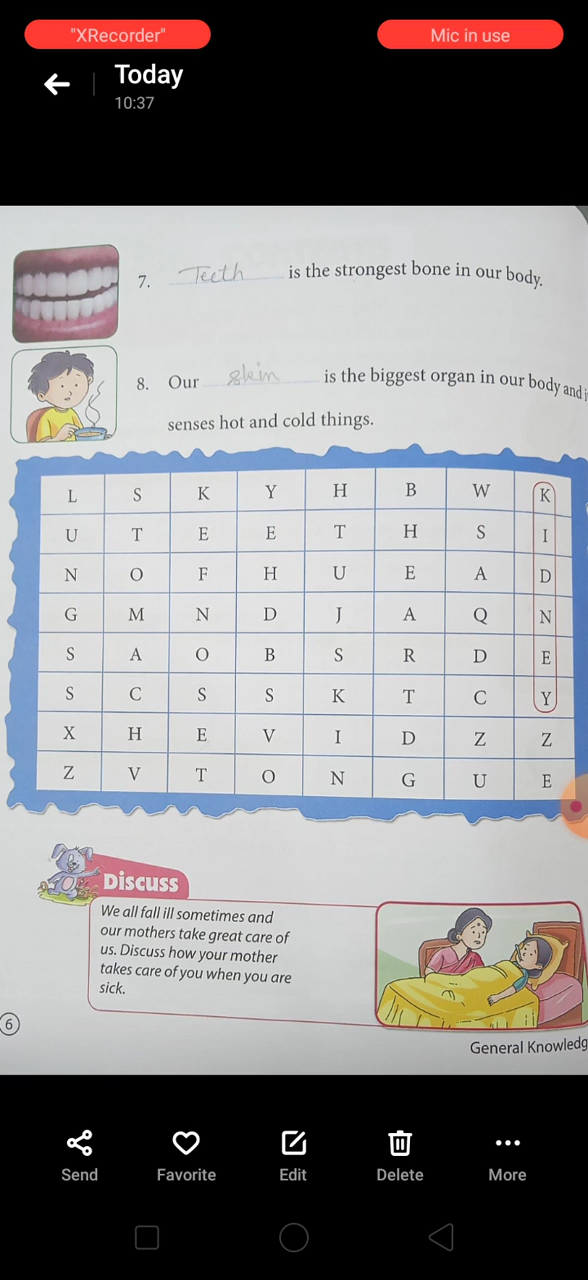 "XRecorder"
Mic in use
Today
10:37
7. Teeth is the strongest bone in our body.
8. Our skin is the biggest organ in our body and
senses hot and cold things.
L S K Y H B W K
U T E E T H S I
N O F H U E A D
G M N D J A Q N
S A O B S R D E
S C S S K T C Y
X H E V I D Z Z
Z V T O N G U E
Discuss
We all fall ill sometimes and
our mothers take great care of
us. Discuss how your mother
takes care of you when you are
sick.
6
General Knowledg
Send Favorite Edit Delete More